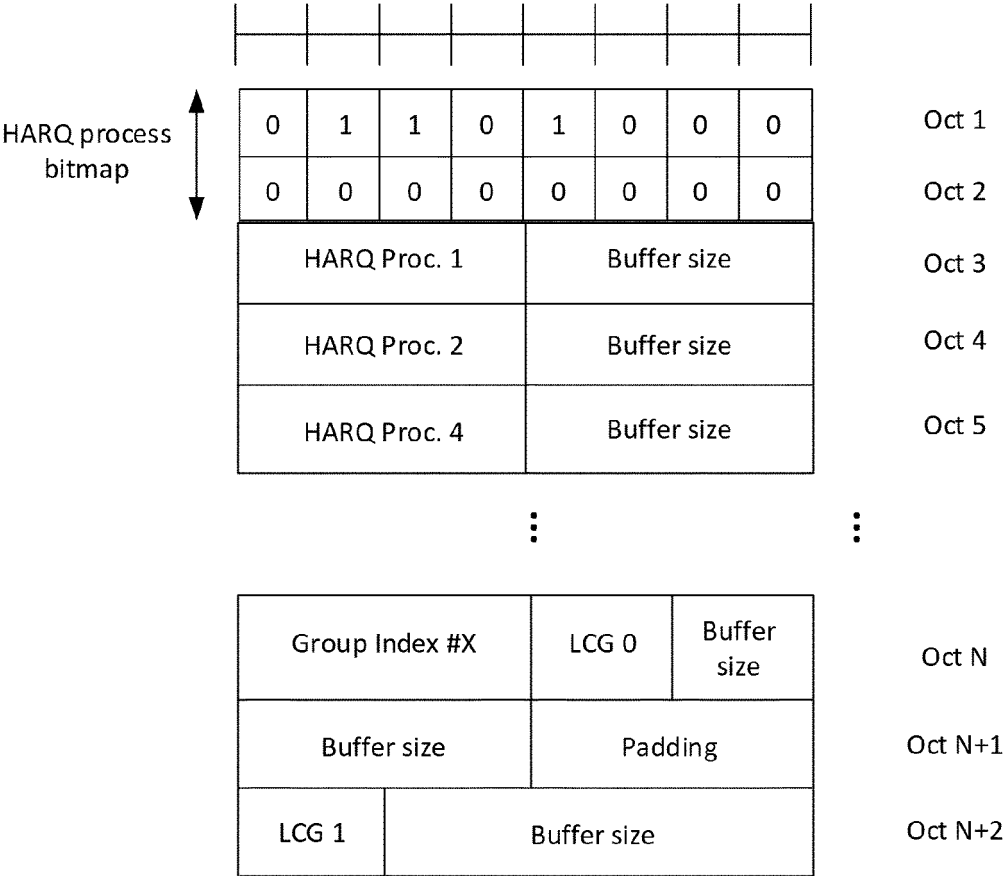 0 1 1 0 1 0 0 0 Oct 1
HARQ process
bitmap
0 0 0 0 0 0 0 0 Oct 2
HARQ Proc. 1 Buffer size Oct 3
HARQ Proc. 2 Buffer size Oct 4
HARQ Proc. 4 Buffer size Oct 5
Group Index #X LCG 0 Buffer
size Oct N
Buffer size Padding Oct N+1
LCG 1 Buffer size Oct N+2